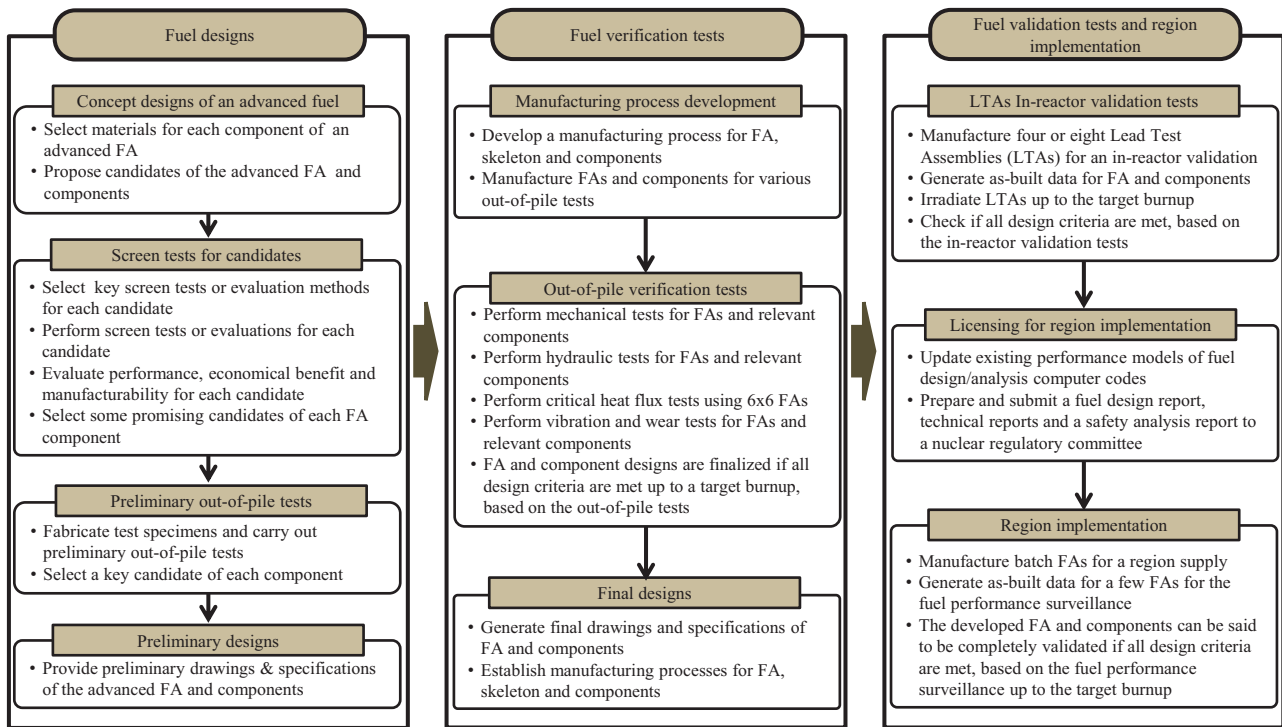 Fuel designs
Concept designs of an advanced fuel
• Select materials for each component of an
advanced FA
• Propose candidates of the advanced FA and
components
Screen tests for candidates
• Select key screen tests or evaluation methods
for each candidate
• Perform screen tests or evaluations for each
candidate
• Evaluate performance, economical benefit and
manufacturability for each candidate
• Select some promising candidates of each FA
component
Preliminary out-of-pile tests
• Fabricate test specimens and carry out
preliminary out-of-pile tests
• Select a key candidate of each component
Preliminary designs
• Provide preliminary drawings & specifications
of the advanced FA and components
Fuel verification tests
Manufacturing process development
• Develop a manufacturing process for FA,
skeleton and components
• Manufacture FAs and components for various
out-of-pile tests
Out-of-pile verification tests
• Perform mechanical tests for FAs and relevant
components
• Perform hydraulic tests for FAs and relevant
components
• Perform critical heat flux tests using 6x6 FAs
• Perform vibration and wear tests for FAs and
relevant components
• FA and component designs are finalized if all
design criteria are met up to a target burnup,
based on the out-of-pile tests
Final designs
• Generate final drawings and specifications of
FA and components
• Establish manufacturing processes for FA,
skeleton and components
Fuel validation tests and region
implementation
LTAs In-reactor validation tests
• Manufacture four or eight Lead Test
Assemblies (LTAs) for an in-reactor validation
• Generate as-built data for FA and components
• Irradiate LTAs up to the target burnup
• Check if all design criteria are met, based on
the in-reactor validation tests
Licensing for region implementation
• Update existing performance models of fuel
design/analysis computer codes
• Prepare and submit a fuel design report,
technical reports and a safety analysis report to
a nuclear regulatory committee
Region implementation
• Manufacture batch FAs for a region supply
• Generate as-built data for a few FAs for the
fuel performance surveillance
• The developed FA and components can be said
to be completely validated if all design criteria
are met, based on the fuel performance
surveillance up to the target burnup